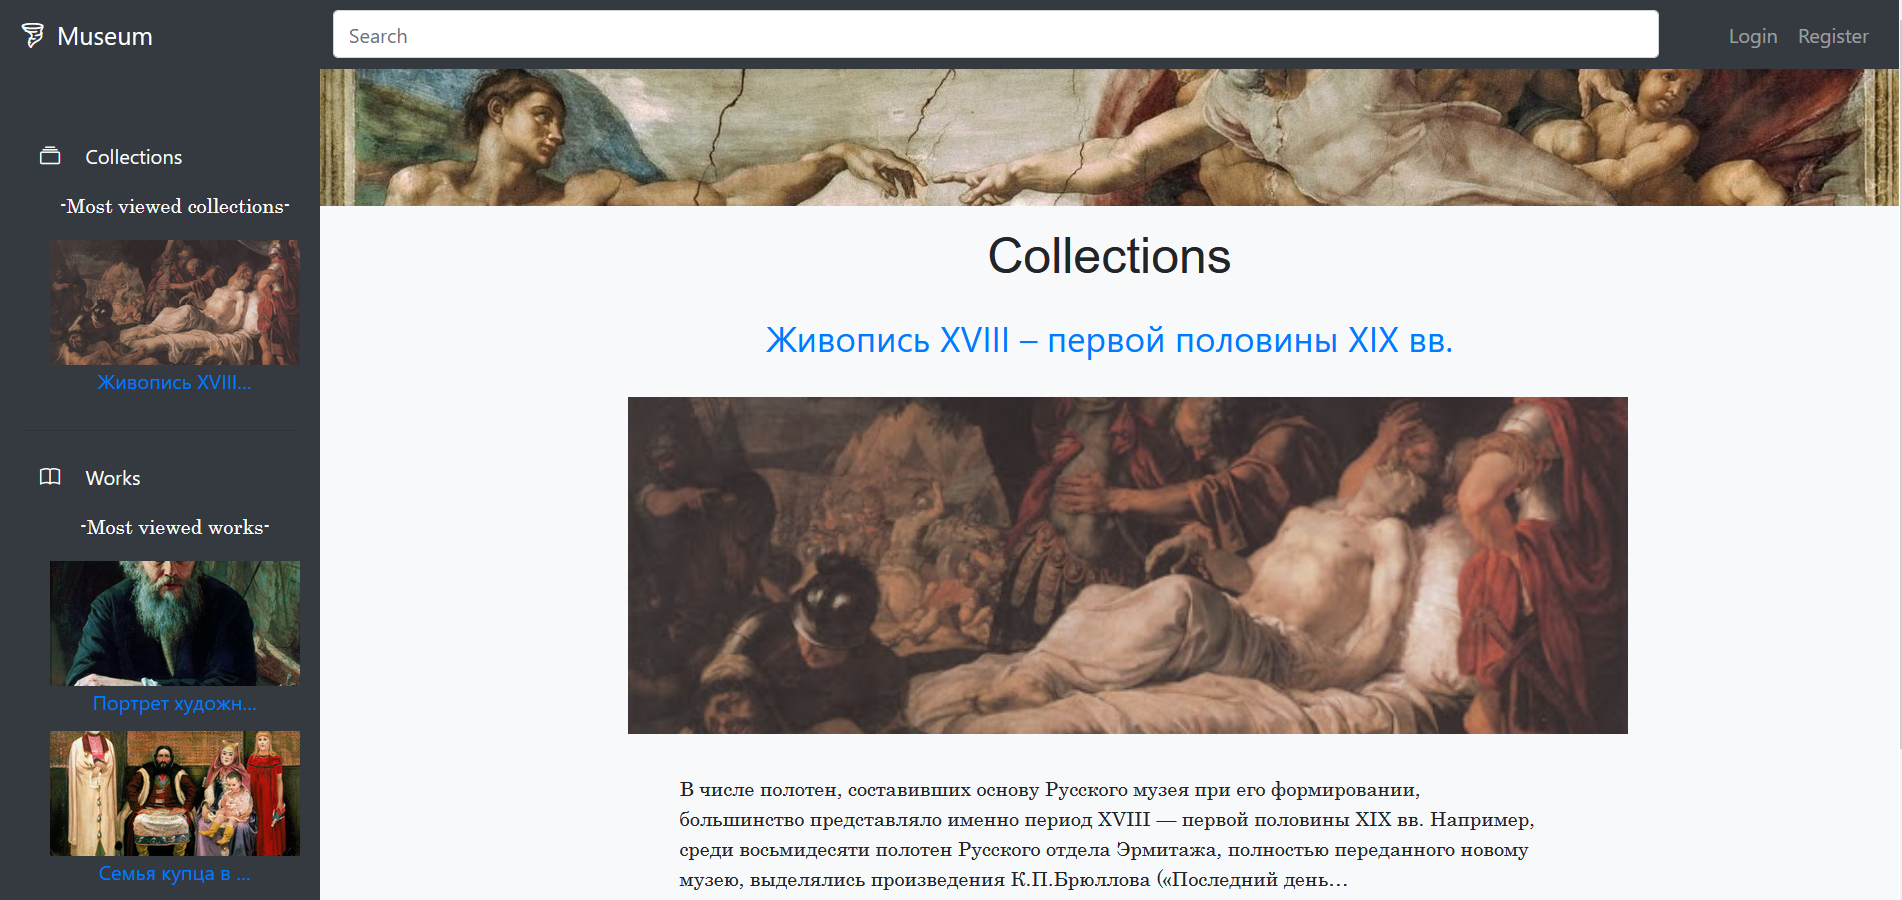 Museum
Search
Login
Register
Collections
-Most viewed collections-
Живопись XVIII...
Works
-Most viewed works-
Портрет художн...
Семья купца в ...
Collections
Живопись XVIII – первой половины XIX вв.
В числе полотен, составивших основу Русского музея при его формировании,
большинство представляло именно период XVIII — первой половины XIX вв. Например,
среди восьмидесяти полотен Русского отдела Эрмитажа, полностью переданного новому
музею, выделялись произведения К.П.Брюллова («Последний день...